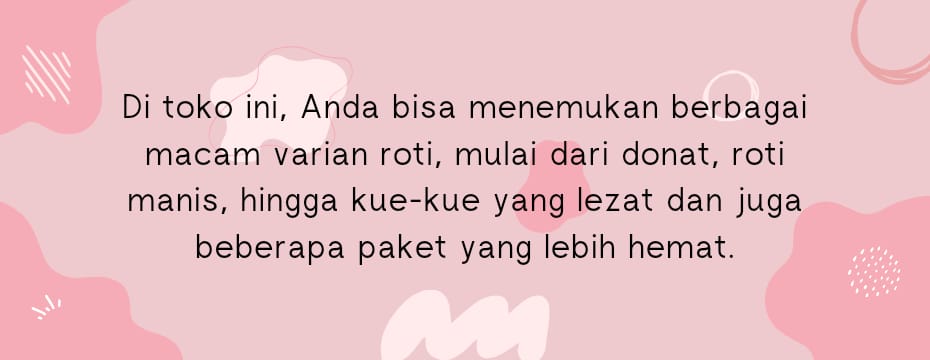 Di toko ini, Anda bisa menemukan berbagai
macam varian roti, mulai dari donat, roti
manis, hingga kue-kue yang lezat dan juga
beberapa paket yang lebih hemat.